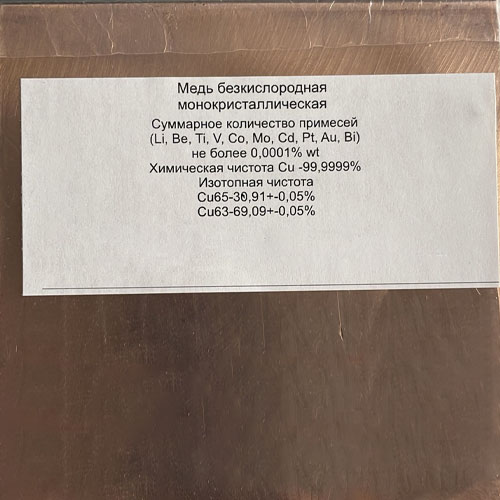 Медь безкислородная
монокристаллическая
Суммарное количество примесей
(Li, Be, Ti, V, Co, Mo, Cd, Pt, Au, Bi)
не более 0,0001% wt
Химическая чистота Cu -99,9999%
Изотопная чистота
Cu65-30,91+-0,05%
Cu63-69,09+-0,05%